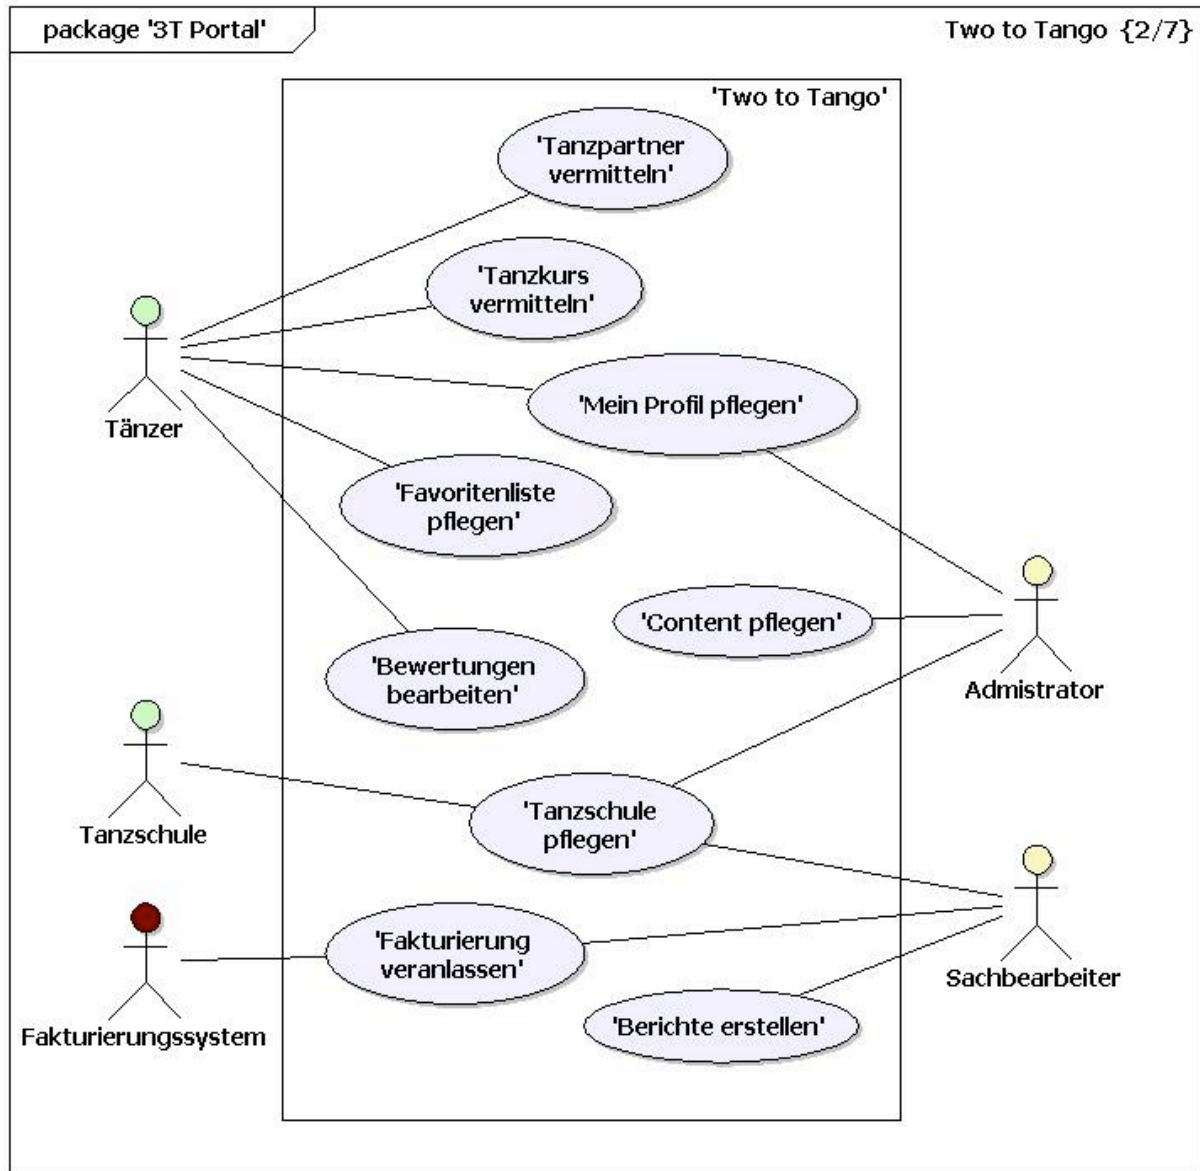 package '3T Portal'
Two to Tango {2/7}
'Two to Tango'
'Tanzpartner
vermitteln'
'Tanzkurs
vermitteln'
'Mein Profil pflegen'
Tänzer
'Favoritenliste
pflegen'
'Content pflegen'
'Bewertungen
bearbeiten'
Admistrator
Tanzschule
'Tanzschule
pflegen'
'Fakturierung
veranlassen'
Sachbearbeiter
'Berichte erstellen'
Fakturierungssystem